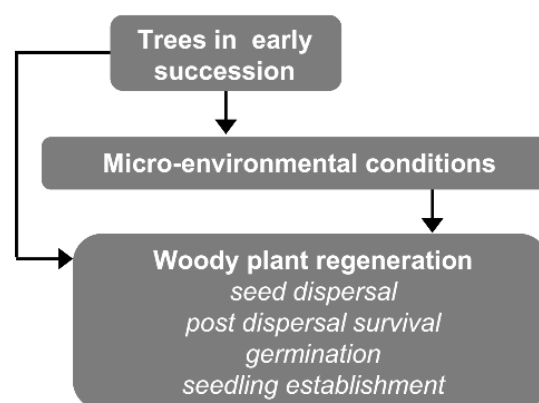 Trees in early
succession
Micro-environmental conditions
Woody plant regeneration
seed dispersal
post dispersal survival
germination
seedling establishment